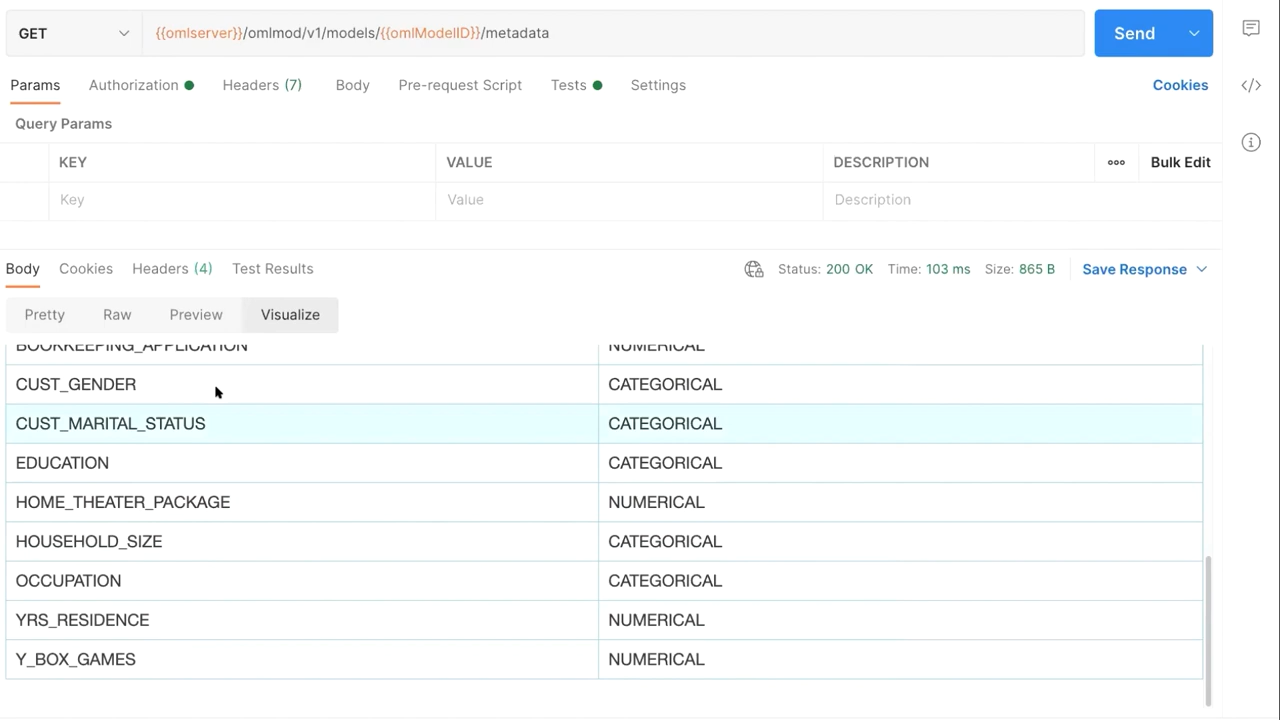 GET {{omlserver}}/omlmod/v1/models/{{omlModelID}}/metadata Send
Params Authorization Headers (7) Body Pre-request Script Tests Settings Cookies
Query Params
KEY VALUE DESCRIPTION ooo Bulk Edit
Key Value Description
Body Cookies Headers (4) Test Results Status: 200 OK Time: 103 ms Size: 865 B Save Response
Pretty Raw Preview Visualize
BOOKKEEPING_APPLICATION NUMERICAL
CUST_GENDER CATEGORICAL
CUST_MARITAL_STATUS CATEGORICAL
EDUCATION CATEGORICAL
HOME_THEATER_PACKAGE NUMERICAL
HOUSEHOLD_SIZE CATEGORICAL
OCCUPATION CATEGORICAL
YRS_RESIDENCE NUMERICAL
Y_BOX_GAMES NUMERICAL